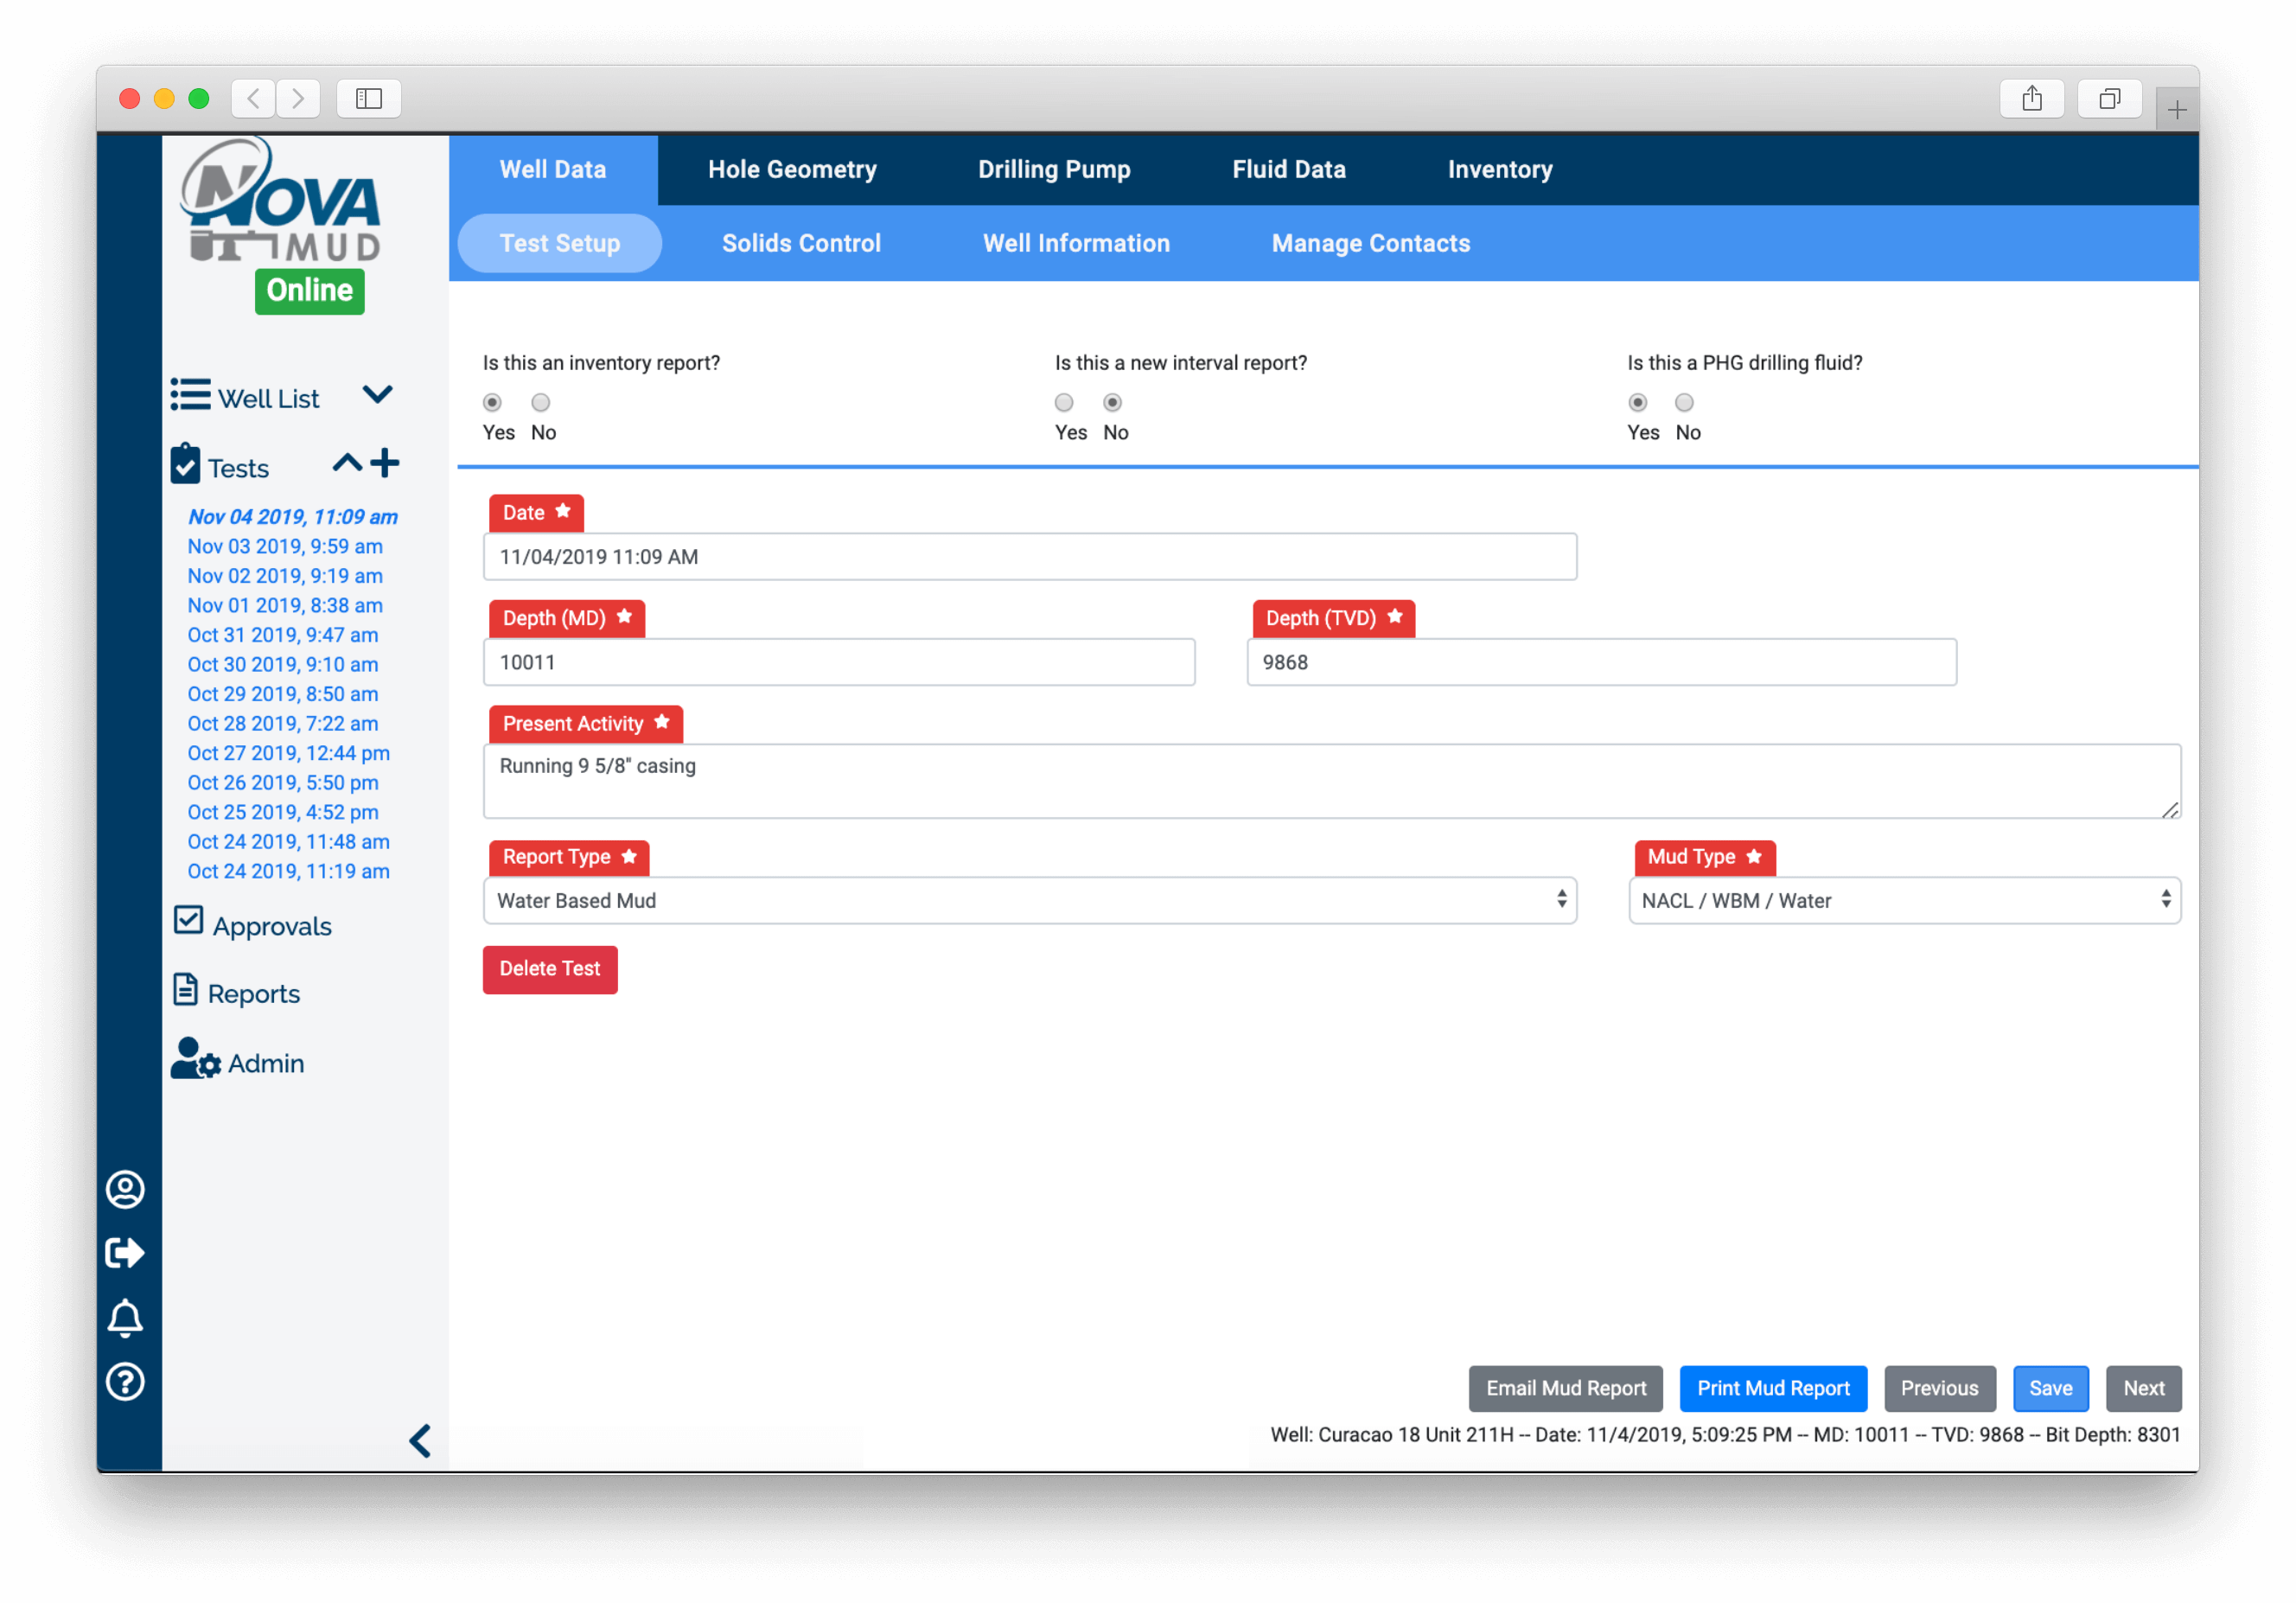 NOVA
MUD
Online
Well List
Tests
Nov 04 2019, 11:09 am
Nov 03 2019, 9:59 am
Nov 02 2019, 9:19 am
Nov 01 2019, 8:38 am
Oct 31 2019, 9:47 am
Oct 30 2019, 9:10 am
Oct 29 2019, 8:50 am
Oct 28 2019, 7:22 am
Oct 27 2019, 12:44 pm
Oct 26 2019, 5:50 pm
Oct 25 2019, 4:52 pm
Oct 24 2019, 11:48 am
Oct 24 2019, 11:19 am
Approvals
Reports
Admin
Well Data Hole Geometry Drilling Pump Fluid Data Inventory
Test Setup Solids Control Well Information Manage Contacts
Is this an inventory report? Is this a new interval report? Is this a PHG drilling fluid?
Yes No Yes No Yes No
Date
11/04/2019 11:09 AM
Depth (MD) Depth (TVD)
10011 9868
Present Activity
Running 9 5/8" casing
Report Type Mud Type
Water Based Mud NACL / WBM / Water
Delete Test
Email Mud Report Print Mud Report Previous Save Next
Well: Curacao 18 Unit 211H -- Date: 11/4/2019, 5:09:25 PM -- MD: 10011 -- TVD: 9868 -- Bit Depth: 8301